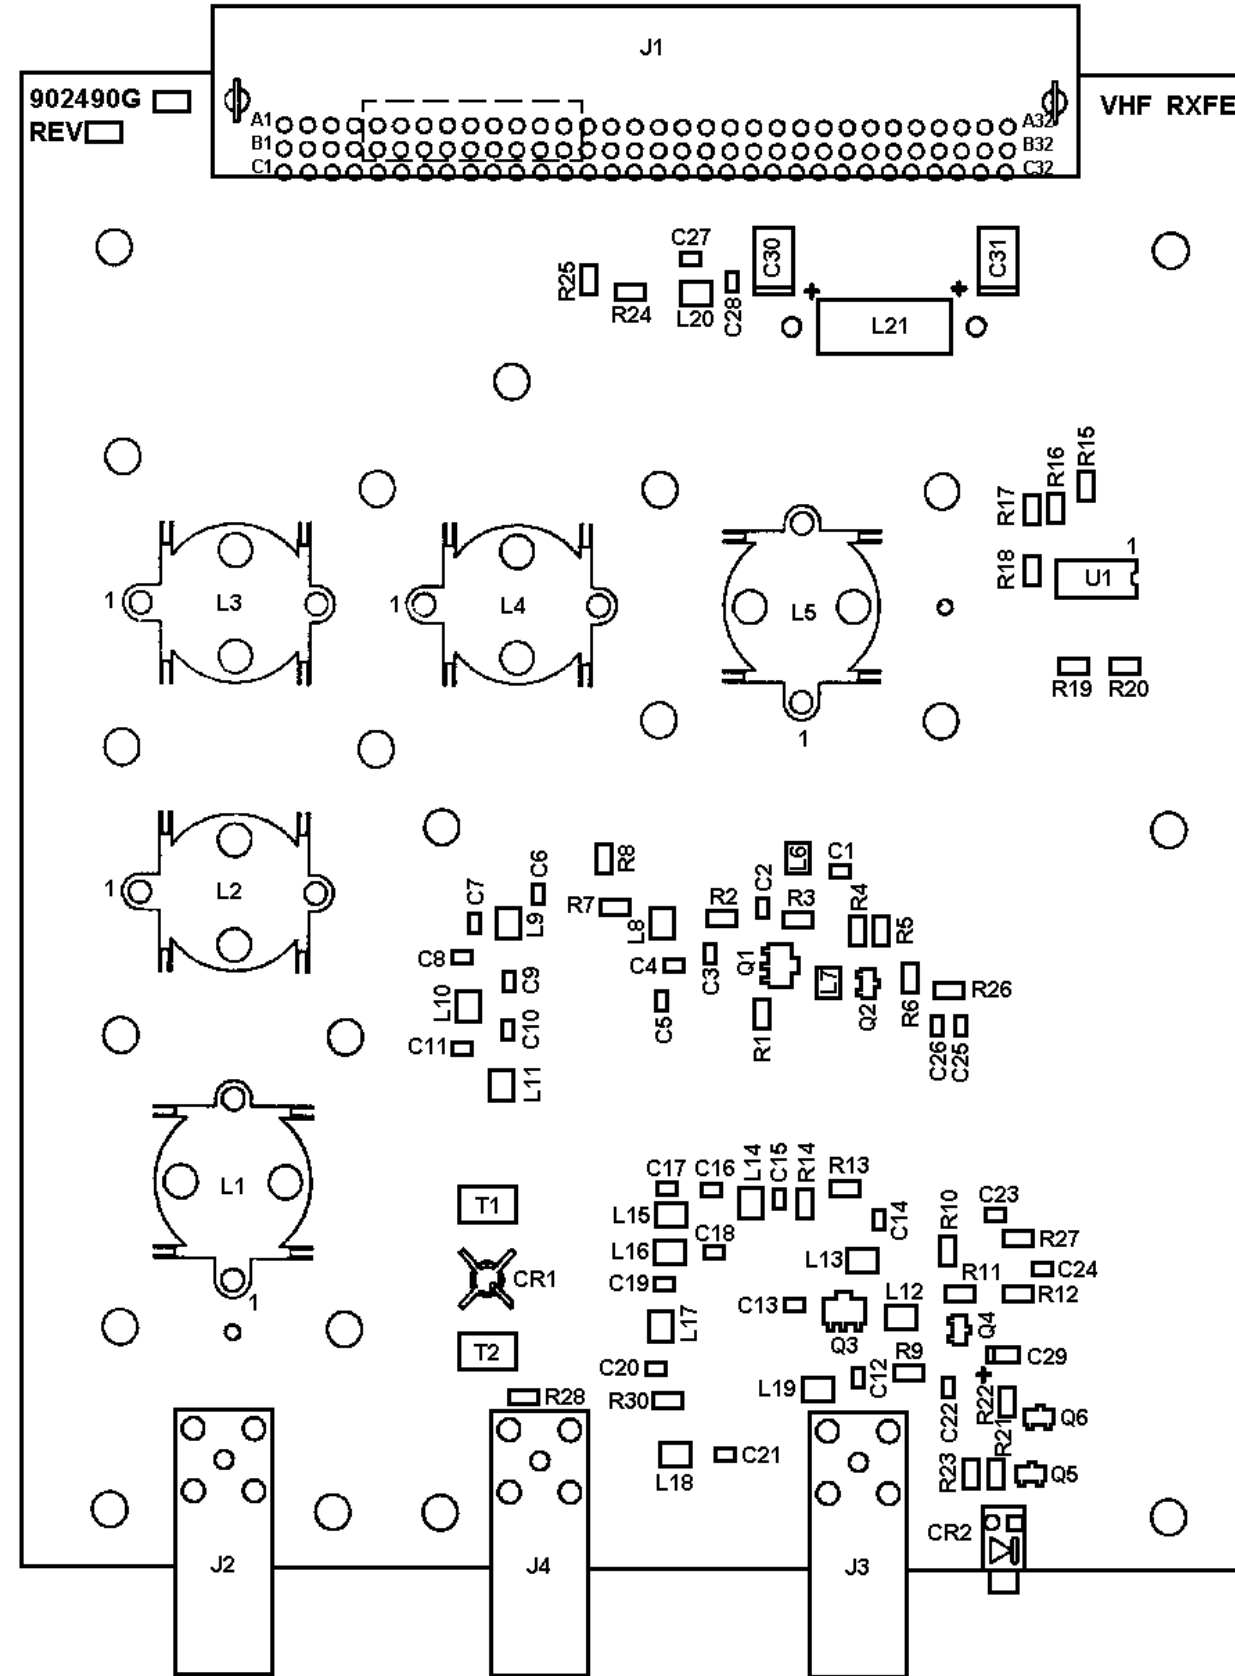 J1
902490G
REV
VHF RXFE
A1
A32
B1
B32
C1
C32
C27
C30
C31
R25
R24
L20
C28
L21
R15
R16
R17
R18
1
U1
1
L3
1
L4
L5
R19
R20
1
1
L2
C6
R8
L6
C1
C7
R7
L9
L8
R2
C2
R3
R4
R5
C8
C4
C3
Q1
C9
L7
Q2
R6
R26
L10
C10
C5
R1
C26
C25
C11
L11
L1
1
T1
CR1
T2
C17
C16
L14
C15
R14
R13
L15
C14
R10
C23
R27
L16
C18
L13
C24
C19
R11
R12
C13
L12
L17
Q3
Q4
R9
C29
C20
L19
C12
R28
R30
C22
R22
R21
Q6
L18
C21
R23
Q5
CR2
J2
J4
J3